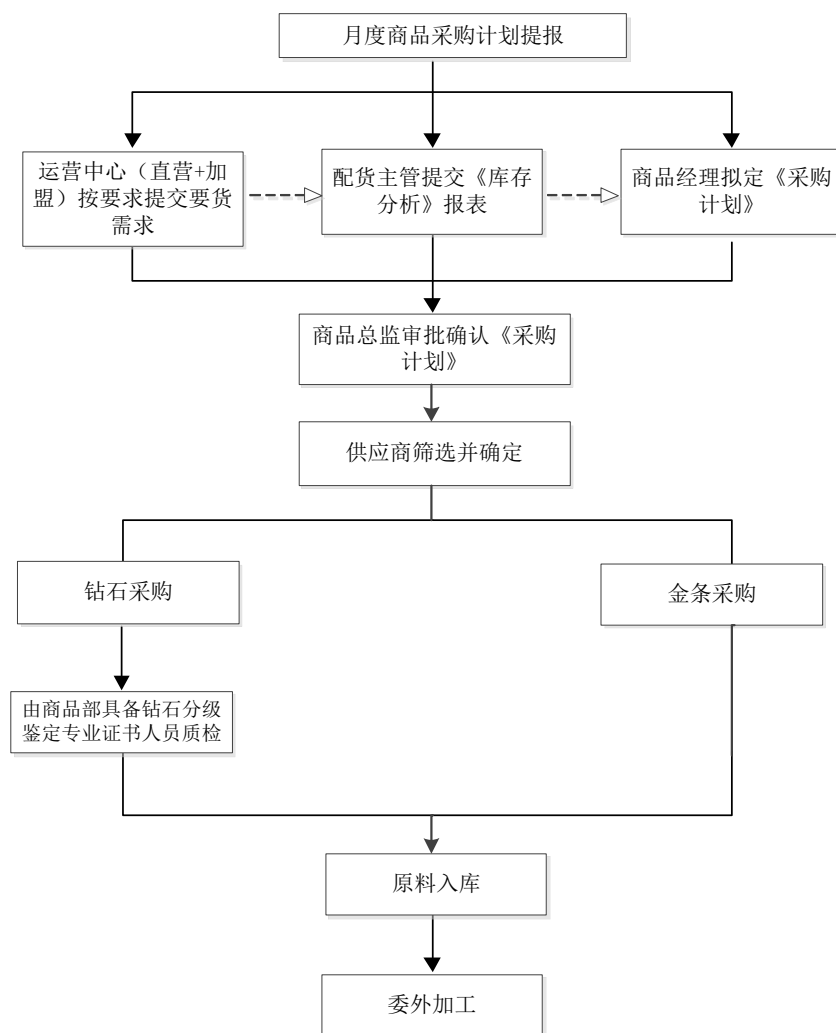 月度商品采购计划提报
运营中心（直营+加
盟）按要求提交要货
需求
配货主管提交《库存
分析》报表
商品经理拟定《采购
计划》
商品总监审批确认《采购
计划》
供应商筛选并确定
钻石采购
金条采购
由商品部具备钻石分级
鉴定专业证书人员质检
原料入库
委外加工